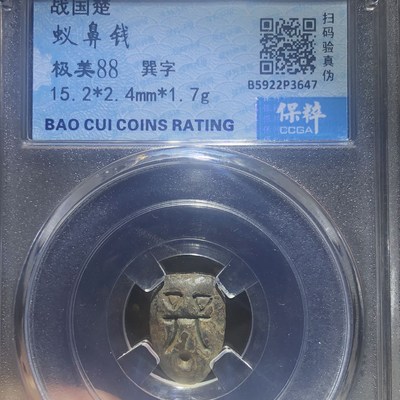 战国楚
蚁鼻钱
极美88 巽字
15.2*2.4mm*1.7g
BAO CUI COINS RATING
扫码验真伪
B5922P3647
保粹
CCGA